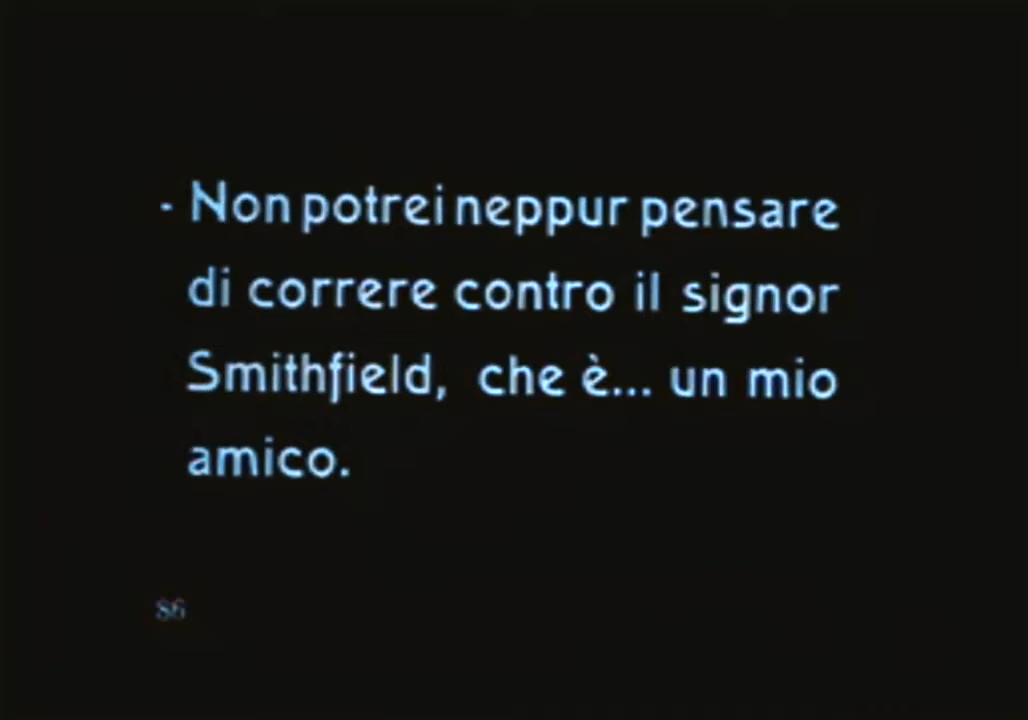 - Non potrei neppur pensare
di correre contro il signor
Smithfield, che è... un mio
amico.
86